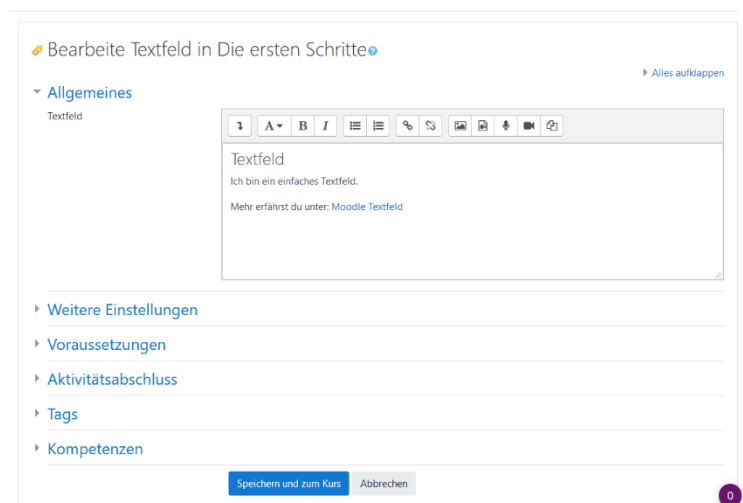 Bearbeite Textfeld in Die ersten Schritte
Alles aufklappen
Allgemeines
Textfeld
A B I
Textfeld
Ich bin ein einfaches Textfeld.
Mehr erfährst du unter: Moodle Textfeld
Weitere Einstellungen
Voraussetzungen
Aktivitätsabschluss
Tags
Kompetenzen
Speichern und zum Kurs Abbrechen
0